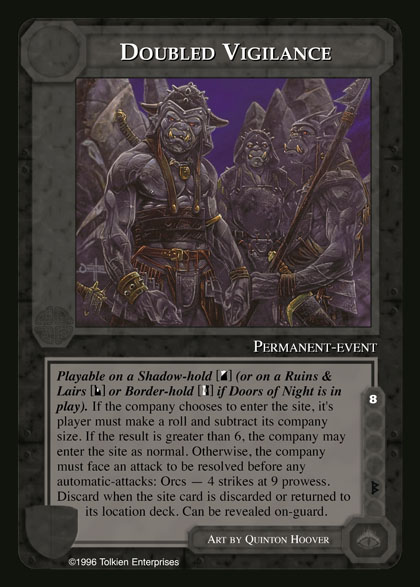 DOUBLED VIGILANCE
PERMANENT-EVENT
Playable on a Shadow-hold [ ] (or on a Ruins &
Lairs [ ] or Border-hold [ ] if Doors of Night is in
play). If the company chooses to enter the site, it's
player must make a roll and subtract its company
size. If the result is greater than 6, the company may
enter the site as normal. Otherwise, the company
must face an attack to be resolved before any
automatic-attacks: Orcs — 4 strikes at 9 prowess.
Discard when the site card is discarded or returned to
its location deck. Can be revealed on-guard.
8
ART BY QUINTON HOOVER
©1996 Tolkien Enterprises